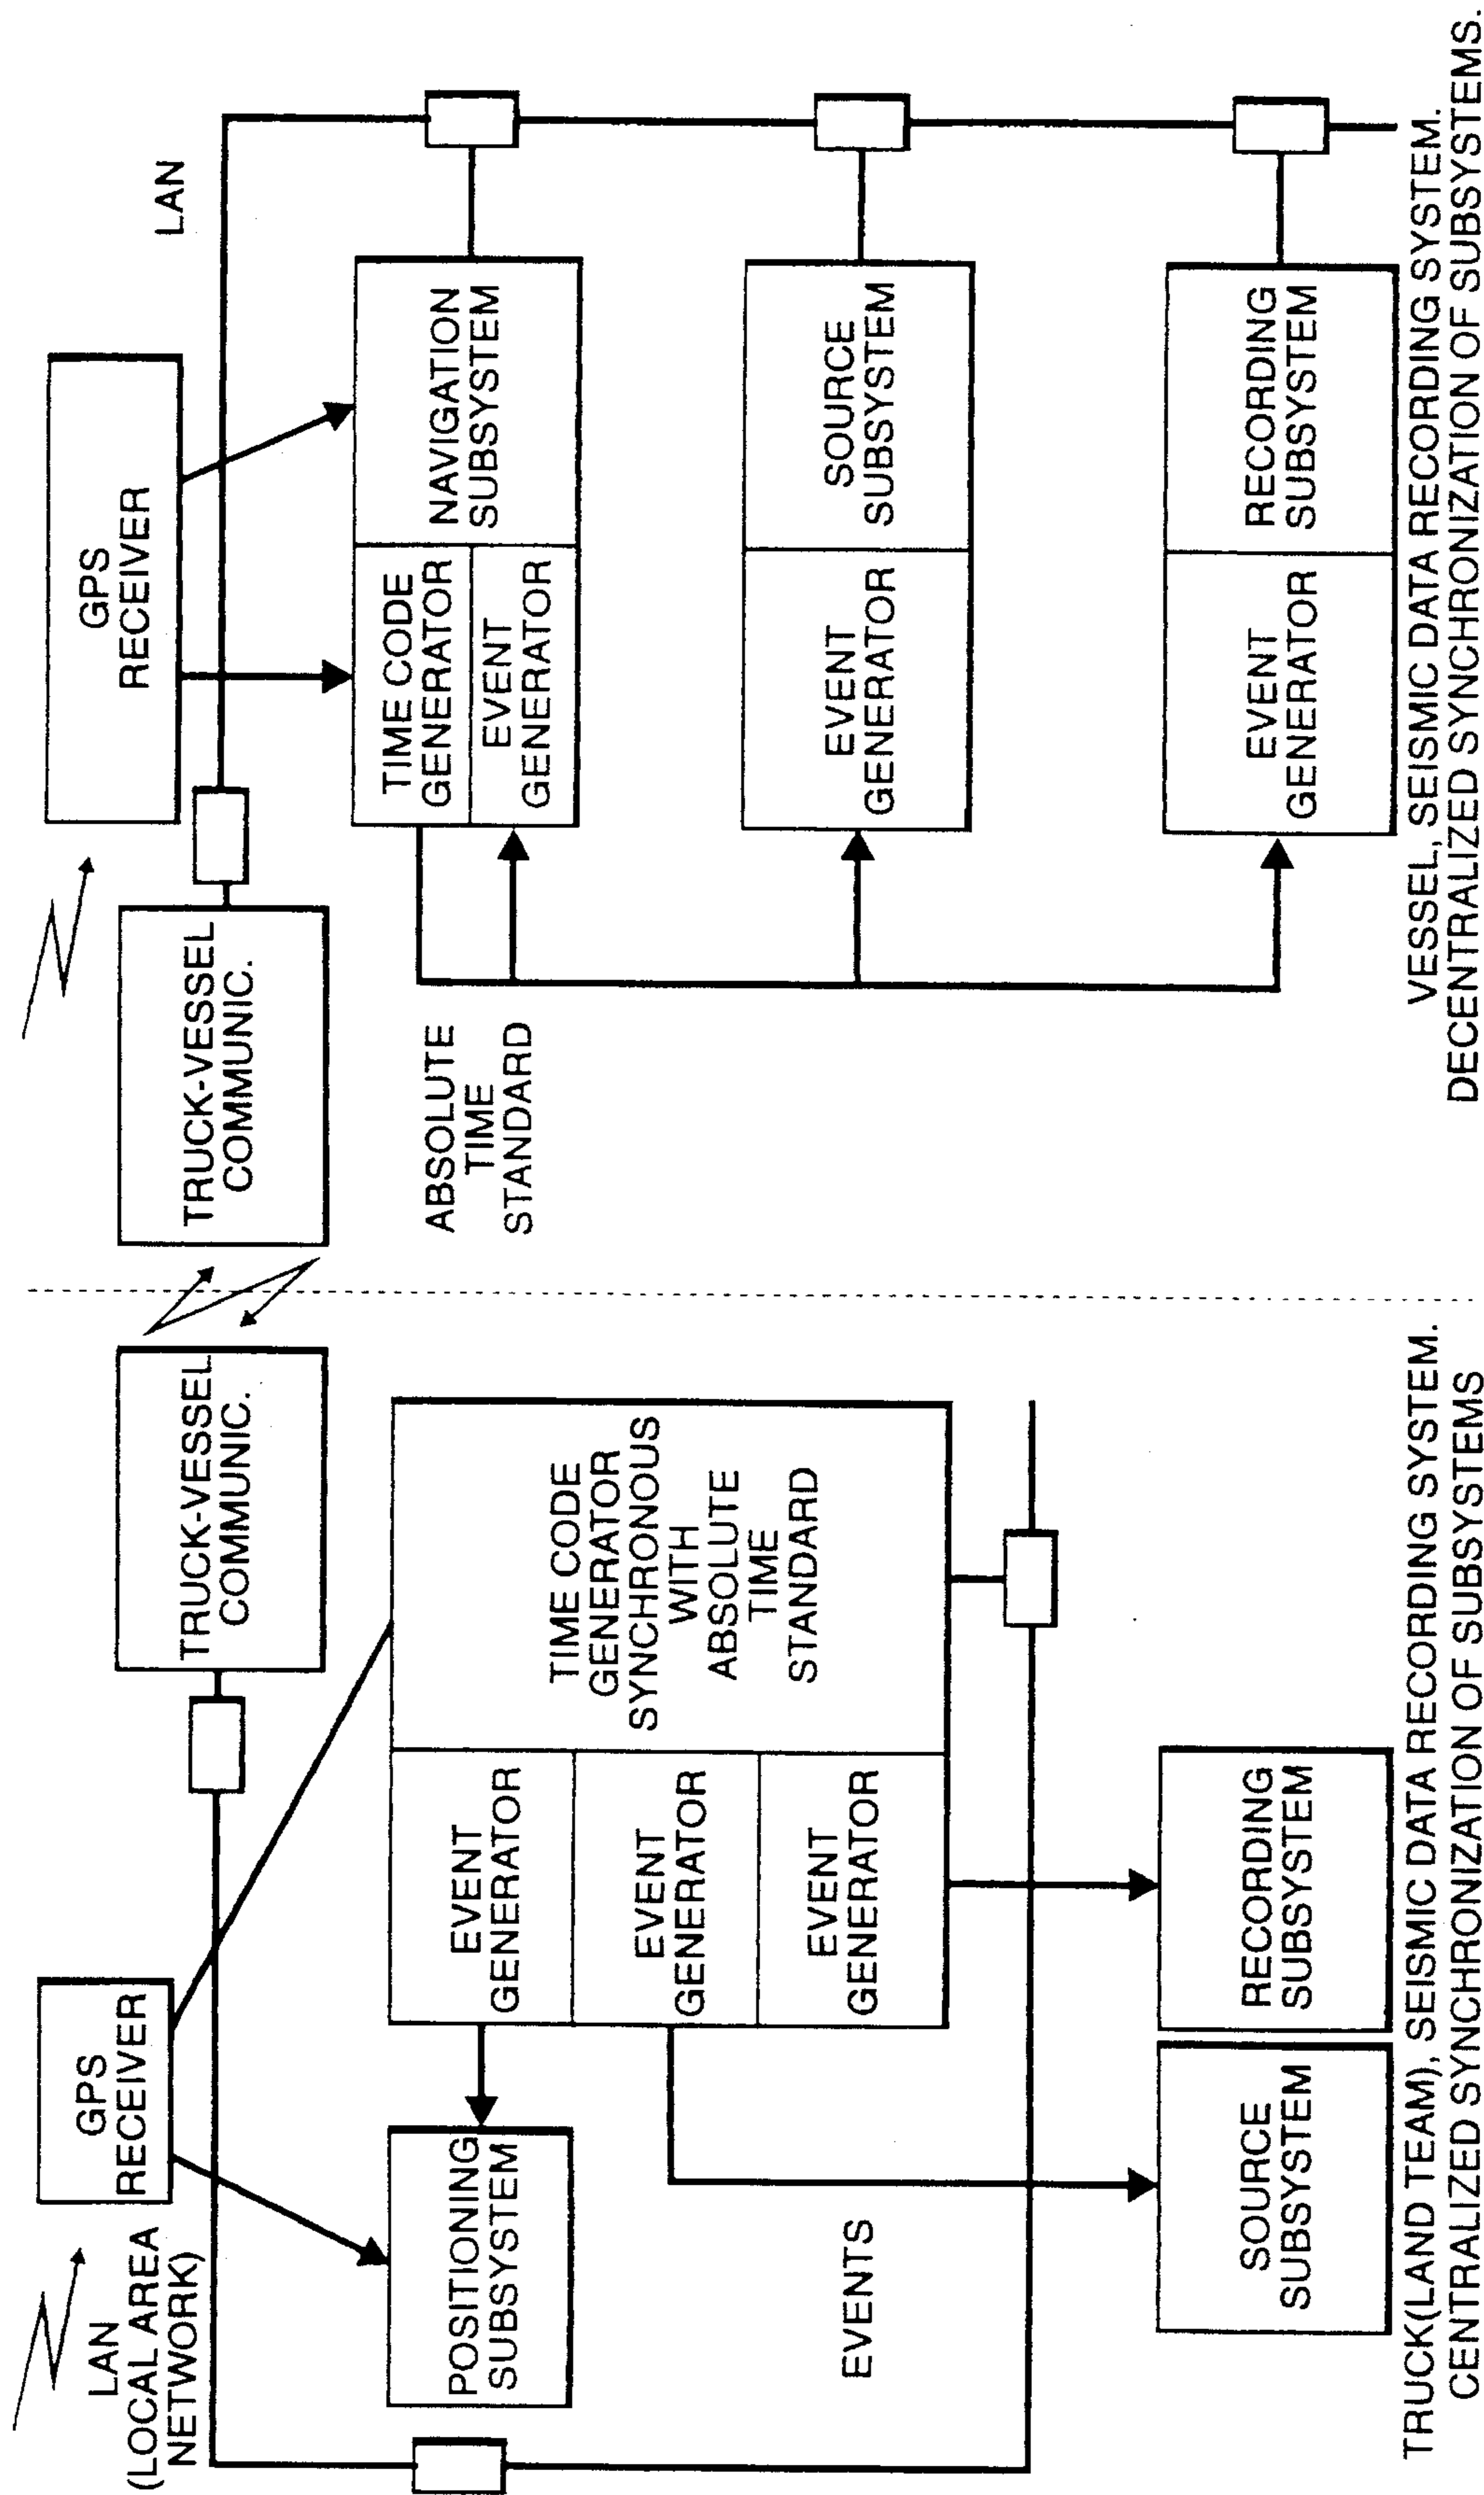 LAN
(LOCAL AREA
NETWORK)
GPS
RECEIVER
TRUCK-VESSEL
COMMUNIC.
POSITIONING
SUBSYSTEM
EVENT
GENERATOR
EVENT
GENERATOR
EVENT
GENERATOR
TIME CODE
GENERATOR
SYNCHRONOUS
WITH
ABSOLUTE
TIME
STANDARD
EVENTS
SOURCE
SUBSYSTEM
RECORDING
SUBSYSTEM
TRUCK(LAND TEAM), SEISMIC DATA RECORDING SYSTEM.
CENTRALIZED SYNCHRONIZATION OF SUBSYSTEMS
TRUCK-VESSEL
COMMUNIC.
GPS
RECEIVER
LAN
ABSOLUTE
TIME
STANDARD
TIME CODE
GENERATOR
EVENT
GENERATOR
NAVIGATION
SUBSYSTEM
EVENT
GENERATOR
SOURCE
SUBSYSTEM
EVENT
GENERATOR
RECORDING
SUBSYSTEM
VESSEL, SEISMIC DATA RECORDING SYSTEM.
DECENTRALIZED SYNCHRONIZATION OF SUBSYSTEMS.